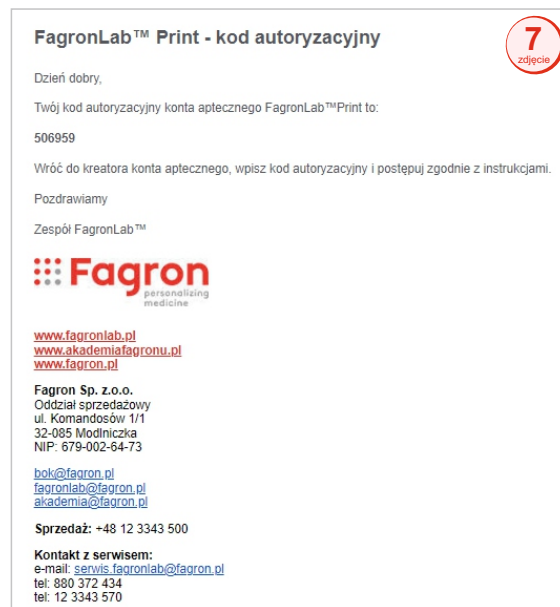 FagronLab™ Print - kod autoryzacyjny
7
zdjęcie
Dzień dobry,
Twój kod autoryzacyjny konta aptecznego FagronLab™Print to:
506959
Wróć do kreatora konta aptecznego, wpisz kod autoryzacyjny i postępuj zgodnie z instrukcjami.
Pozdrawiamy
Zespół FagronLab™
Fagron
personalizing
medicine
www.fagronlab.pl
www.akademiafagronu.pl
www.fagron.pl
Fagron Sp. z.o.o.
Oddział sprzedażowy
ul. Komandosów 1/1
32-085 Modlniczka
NIP: 679-002-64-73
bok@fagron.pl
fagronlab@fagron.pl
akademia@fagron.pl
Sprzedaż: +48 12 3343 500
Kontakt z serwisem:
e-mail: serwis.fagronlab@fagron.pl
tel: 880 372 434
tel: 12 3343 570